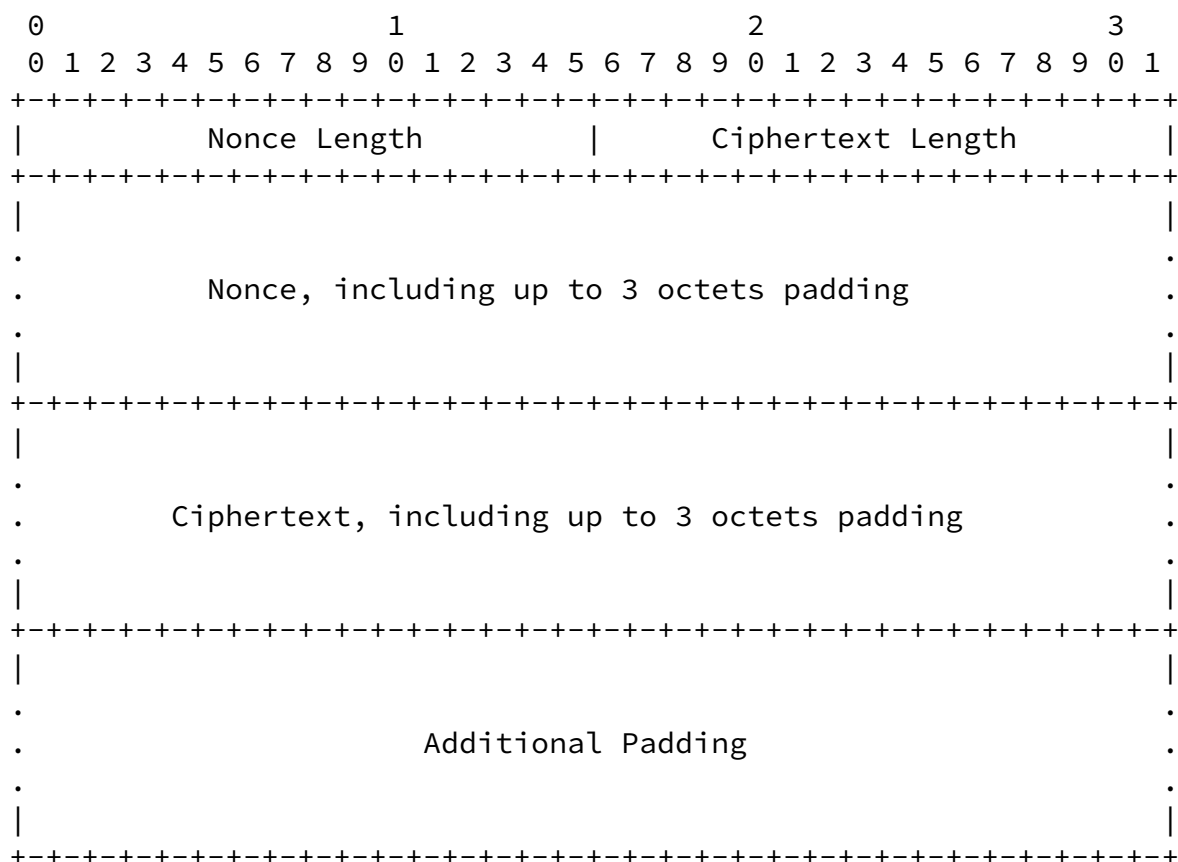 0                   1                   2                   3
 0 1 2 3 4 5 6 7 8 9 0 1 2 3 4 5 6 7 8 9 0 1 2 3 4 5 6 7 8 9 0 1
+-+-+-+-+-+-+-+-+-+-+-+-+-+-+-+-+-+-+-+-+-+-+-+-+-+-+-+-+-+-+-+-+
|          Nonce Length         |      Ciphertext Length        |
+-+-+-+-+-+-+-+-+-+-+-+-+-+-+-+-+-+-+-+-+-+-+-+-+-+-+-+-+-+-+-+-+
|                                                               |
.                                                               .
.          Nonce, including up to 3 octets padding              .
.                                                               .
|                                                               |
+-+-+-+-+-+-+-+-+-+-+-+-+-+-+-+-+-+-+-+-+-+-+-+-+-+-+-+-+-+-+-+-+
|                                                               |
.                                                               .
.        Ciphertext, including up to 3 octets padding           .
.                                                               .
|                                                               |
+-+-+-+-+-+-+-+-+-+-+-+-+-+-+-+-+-+-+-+-+-+-+-+-+-+-+-+-+-+-+-+-+
|                                                               |
.                                                               .
.                      Additional Padding                       .
.                                                               .
|                                                               |
+-+-+-+-+-+-+-+-+-+-+-+-+-+-+-+-+-+-+-+-+-+-+-+-+-+-+-+-+-+-+-+-+